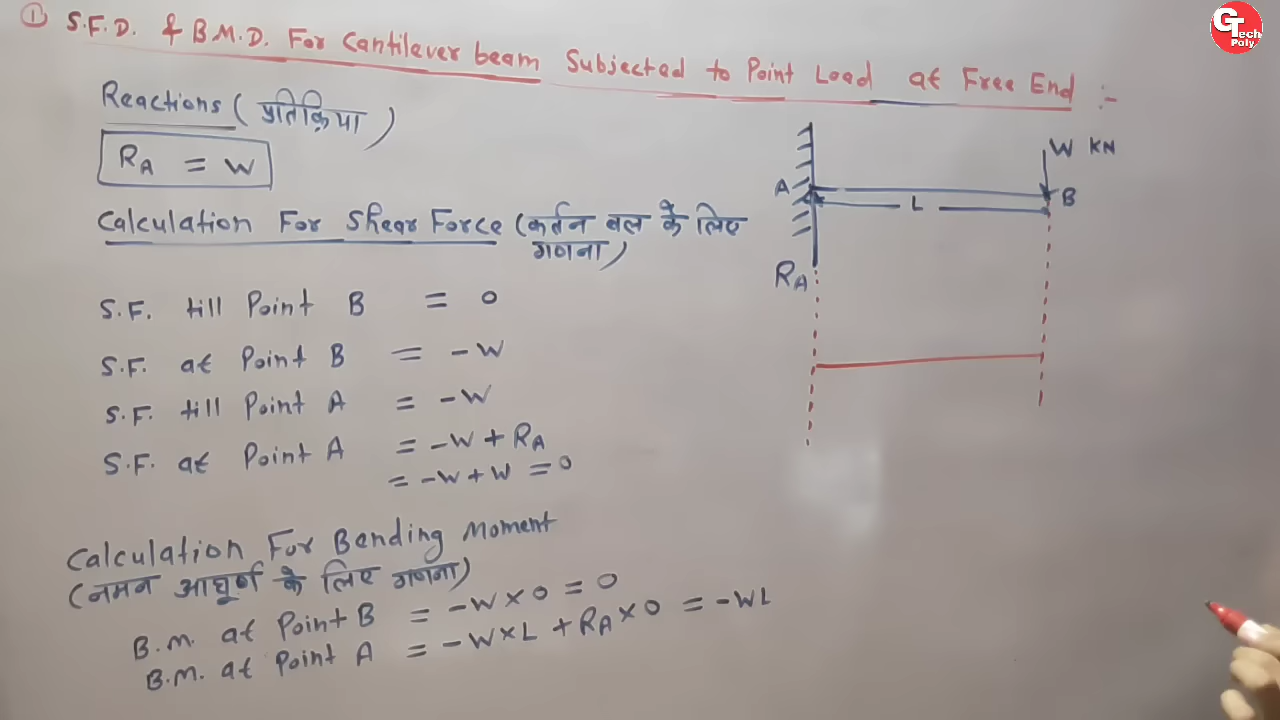 ① S.F.D. & B.M.D. For Cantilever beam Subjected to Point Load at Free End :-
Reactions (प्रतिक्रिया)
RA = W
Calculation For Shear Force (कर्तन बल के लिए
गणना)
S.F. till Point B = 0
S.F. at Point B = -W
S.F. till Point A = -W
S.F. at Point A = -W + RA
= -W + W = 0
Calculation For Bending Moment
(नमन आघूर्ण के लिए गणना)
B.M. at Point B = -W × 0 = 0
B.M. at Point A = -W × L + RA × 0 = -WL
W KN
A
B
L
RA
GTech
Poly